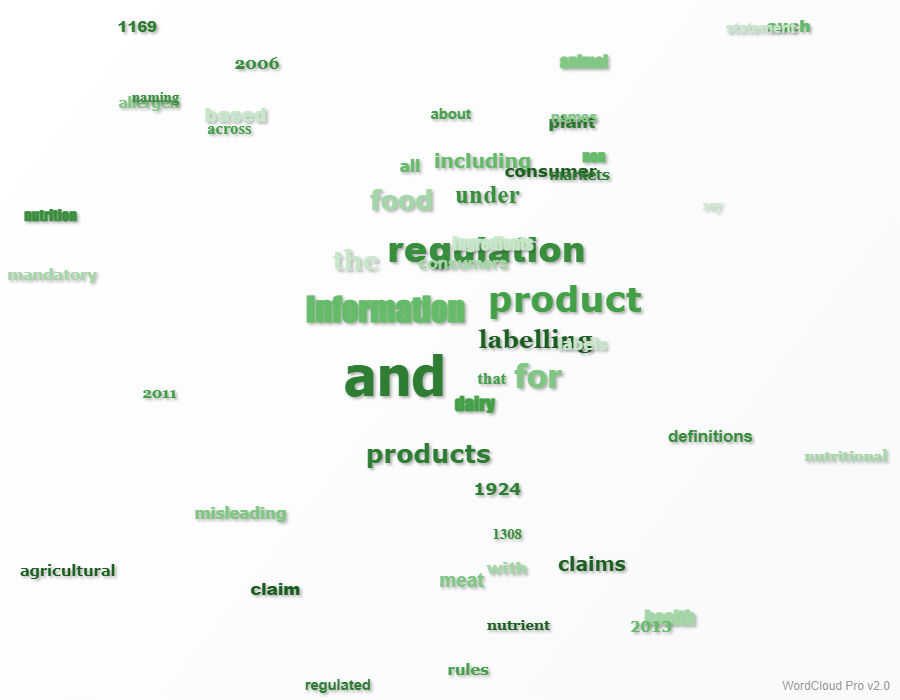 1169
statement such
2006
animal
naming
allergen
based
about
names
plant
across
all including
non
consumer
markets
food under
soy
nutrition
regulation
ingredients
the consumers
mandatory
information product
labelling
labels
and that for
2011
dairy
definitions
products
nutritional
1924
misleading
1308
agricultural
claims
with
meat
claim
health
nutrient 2013
rules
regulated
WordCloud Pro v2.0